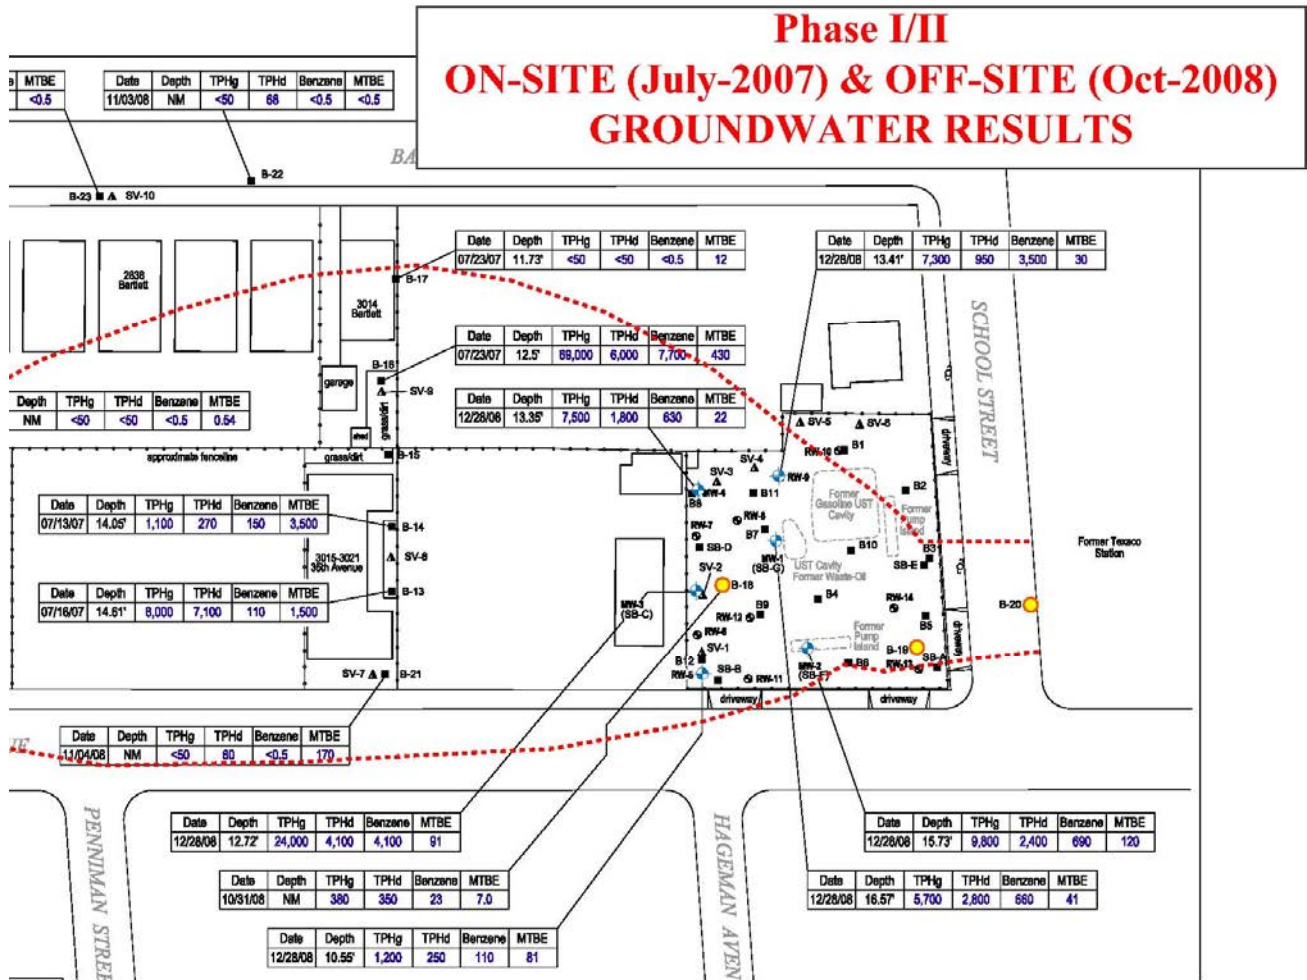 Phase I/II
ON-SITE (July-2007) & OFF-SITE (Oct-2008)
GROUNDWATER RESULTS
MTBE
<0.5
Date Depth TPHg TPHd Benzene MTBE
11/03/08 NM <50 68 <0.5 <0.5
BA
B-22
B-23 SV-10
Date Depth TPHg TPHd Benzene MTBE
07/23/07 11.73' <50 <50 <0.5 12
Date Depth TPHg TPHd Benzene MTBE
12/28/08 13.41' 7,300 950 3,500 30
2838
Bartlett
B-17
3014
Bartlett
SCHOOL STREET
Date Depth TPHg TPHd Benzene MTBE
07/23/07 12.5' 69,000 6,000 7,700 430
B-16
garage
SV-9
grass/dirt
Depth TPHg TPHd Benzene MTBE
NM <50 <50 <0.5 0.54
Date Depth TPHg TPHd Benzene MTBE
12/28/08 13.35' 7,500 1,800 630 22
shed
SV-5
SV-6
B1
RW-10
driveway
approximate fenceline
grass/dirt
B-15
SV-4
SV-3
RW-9
MW-4
B8
B11
Former
Gasoline UST
Cavity
B2
Former
Pump
Island
Date Depth TPHg TPHd Benzene MTBE
07/13/07 14.05' 1,100 270 150 3,500
B-14
RW-7
RW-8
B7
SB-D
MW-1
(SB-G)
B10
B3
SB-E
Former Texaco
Station
3015-3021
36th Avenue
SV-8
SV-2
UST Cavity
Former Waste-Oil
Date Depth TPHg TPHd Benzene MTBE
07/16/07 14.61' 8,000 7,100 110 1,500
B-13
MW-3
(SB-C)
B-18
B4
RW-14
B-20
RW-12
B9
B5
RW-6
Former
Pump
Island
B-19
driveway
SV-1
B12
SB-B
RW-5
RW-11
MW-2
(SB-F)
B6
RW-13
SB-A
SV-7
B-21
driveway
driveway
Date Depth TPHg TPHd Benzene MTBE
11/04/08 NM <50 60 <0.5 170
PENNIMAN STREE
HAGEMAN AVEN
Date Depth TPHg TPHd Benzene MTBE
12/28/08 12.72' 24,000 4,100 4,100 91
Date Depth TPHg TPHd Benzene MTBE
12/28/08 15.73' 9,800 2,400 690 120
Date Depth TPHg TPHd Benzene MTBE
10/31/08 NM 380 350 23 7.0
Date Depth TPHg TPHd Benzene MTBE
12/28/08 16.57' 5,700 2,800 660 41
Date Depth TPHg TPHd Benzene MTBE
12/28/08 10.55' 1,200 250 110 81